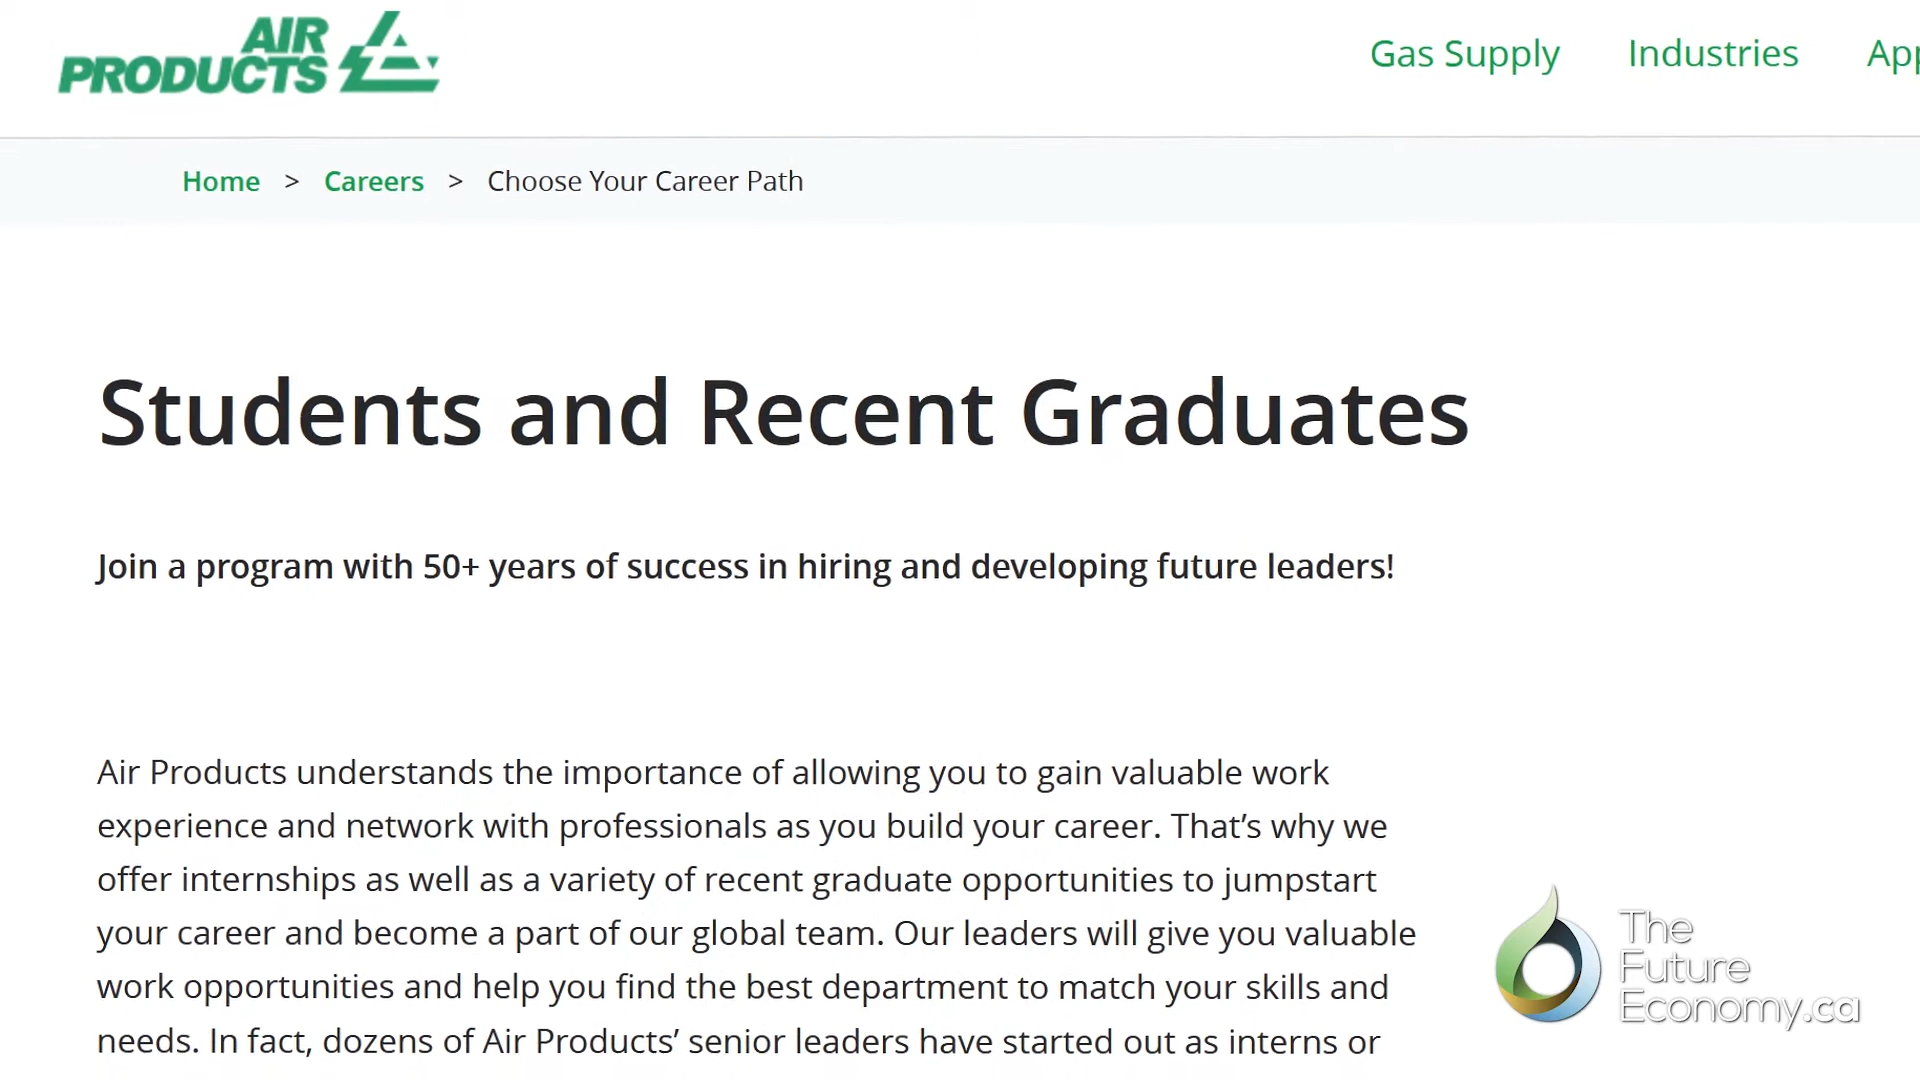 AIR
PRODUCTS
Gas Supply Industries
Home > Careers > Choose Your Career Path
Students and Recent Graduates
Join a program with 50+ years of success in hiring and developing future leaders!
Air Products understands the importance of allowing you to gain valuable work
experience and network with professionals as you build your career. That’s why we
offer internships as well as a variety of recent graduate opportunities to jumpstart
your career and become a part of our global team. Our leaders will give you valuable
work opportunities and help you find the best department to match your skills and
needs. In fact, dozens of Air Products’ senior leaders have started out as interns or
The
Future
Economy.ca